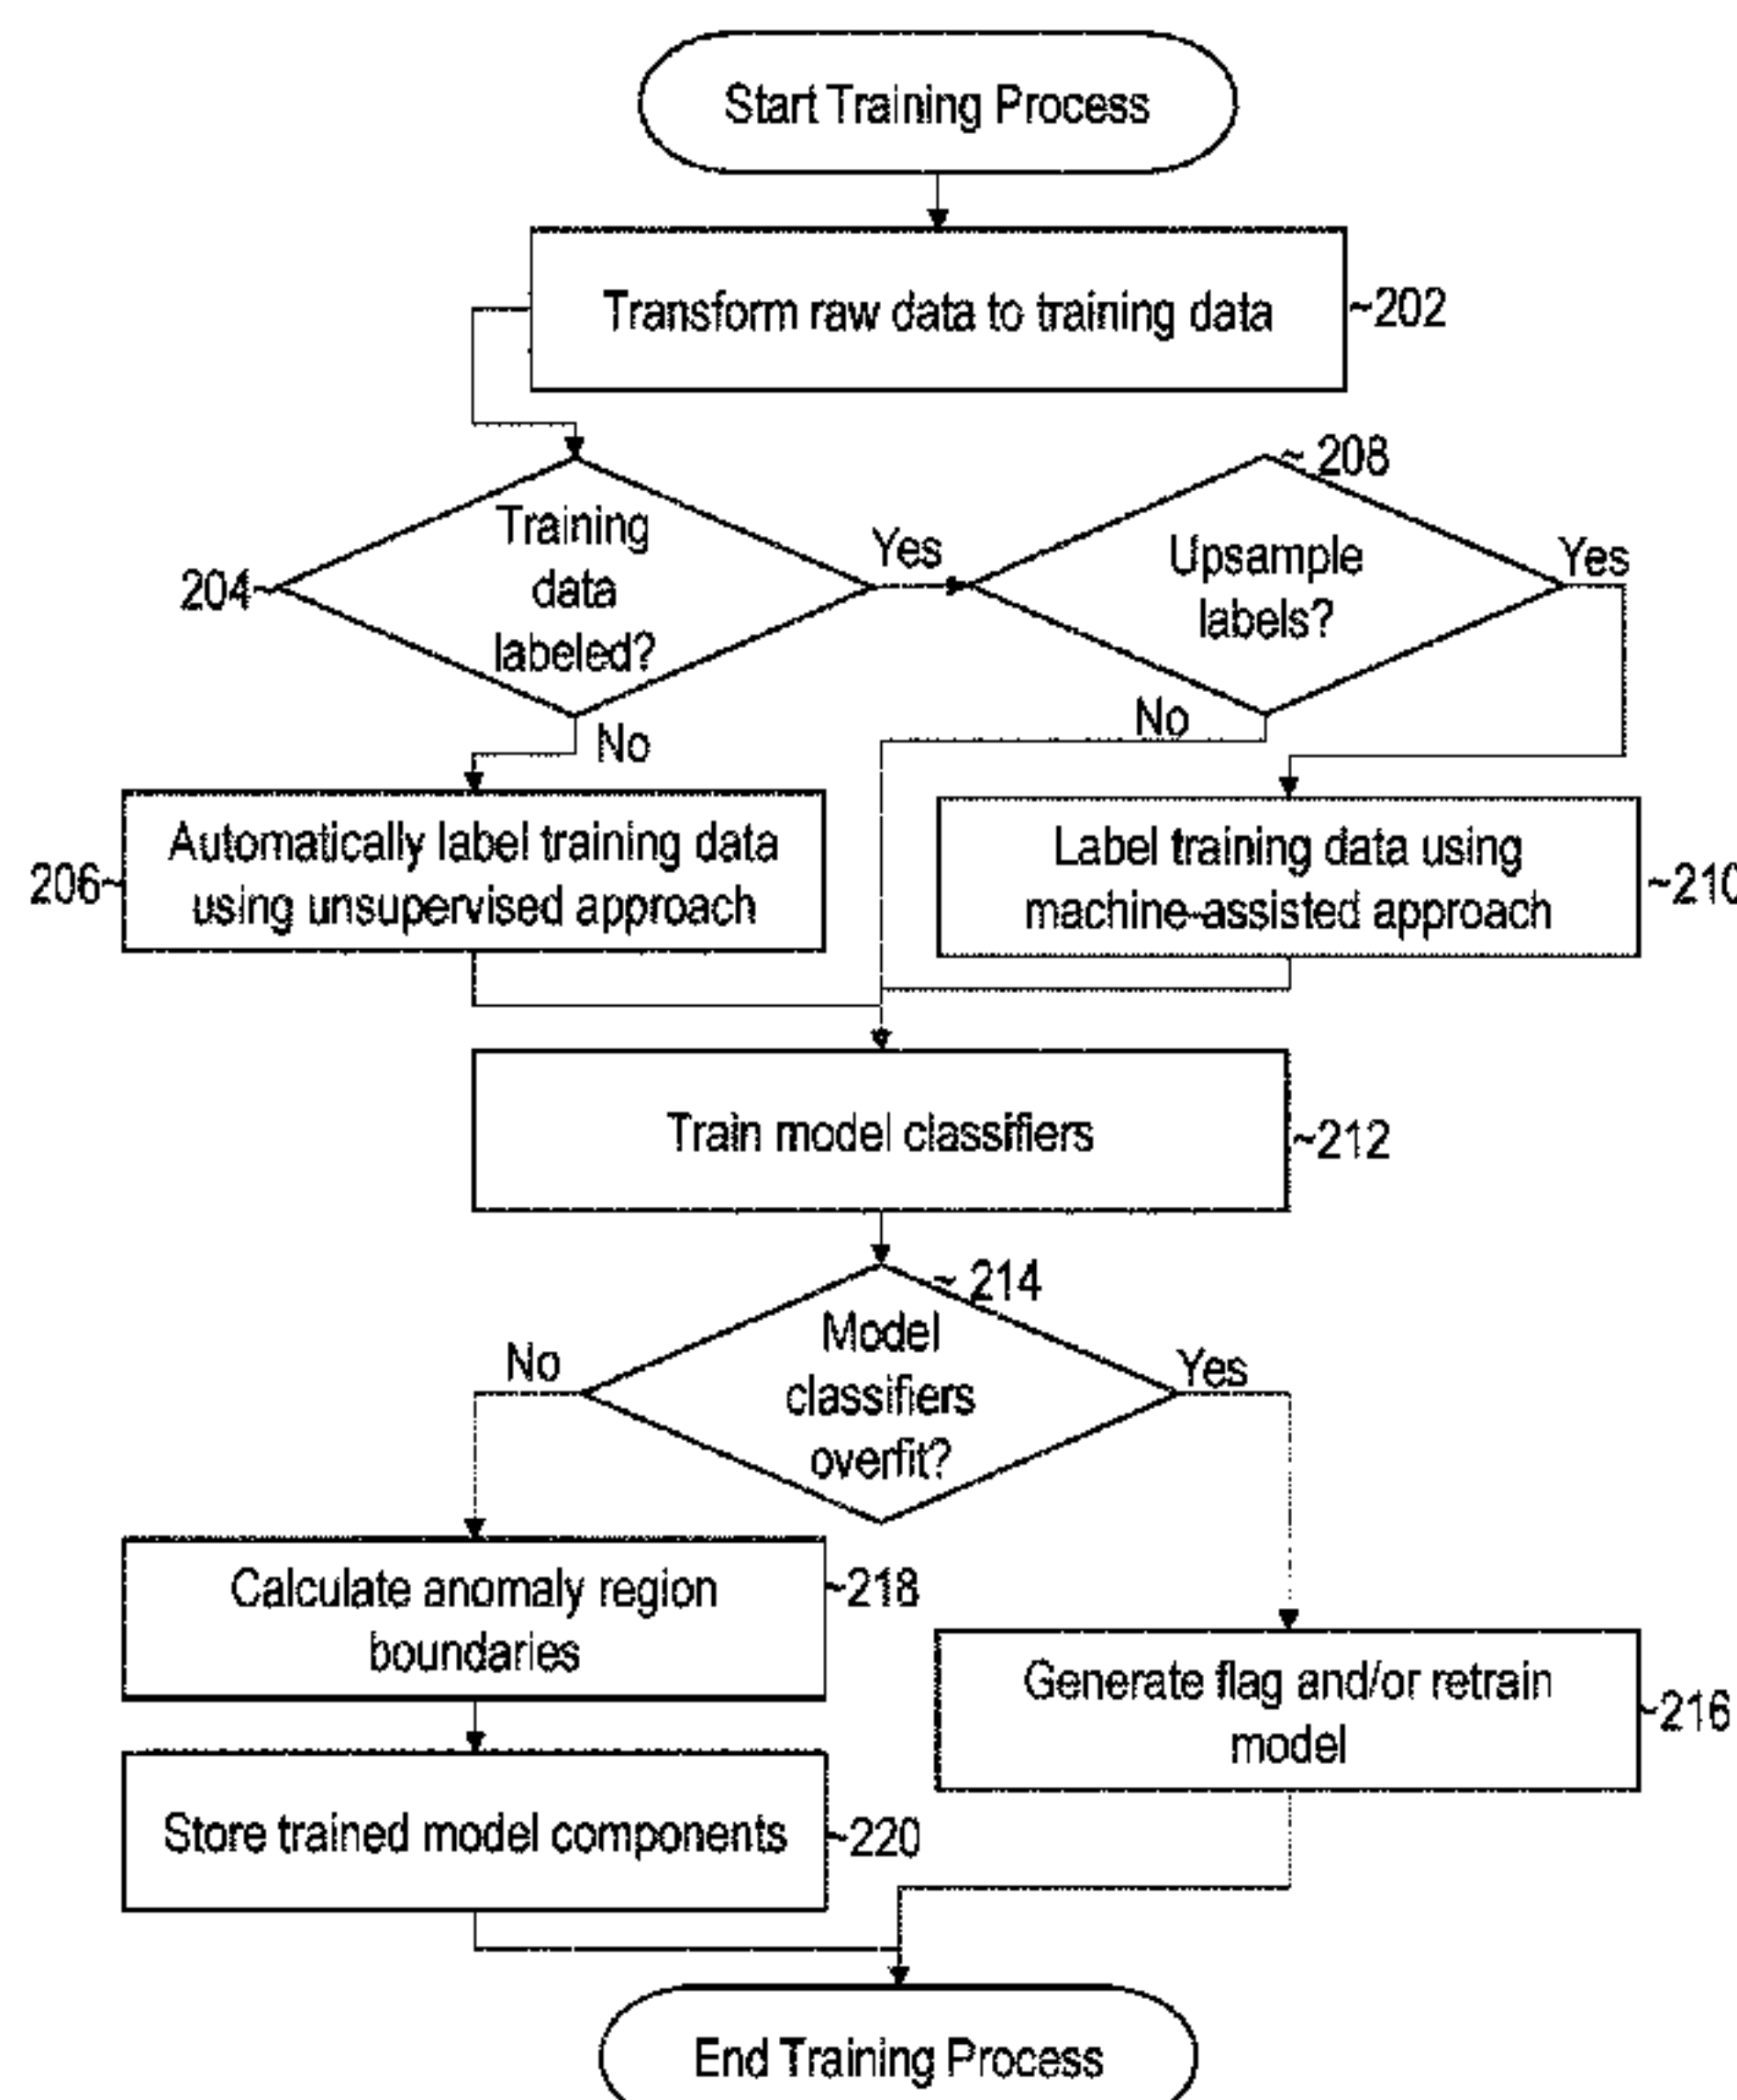 Start Training Process
Transform raw data to training data
~202
~ 208
Training
data
labeled?
204~
Yes
Upsample
labels?
Yes
No
No
Automatically label training data
using unsupervised approach
206~
Label training data using
machine-assisted approach
~210
Train model classifiers
~212
~ 214
Model
classifiers
overfit?
No
Yes
Calculate anomaly region
boundaries
~218
Generate flag and/or retrain
model
~216
Store trained model components
~220
End Training Process